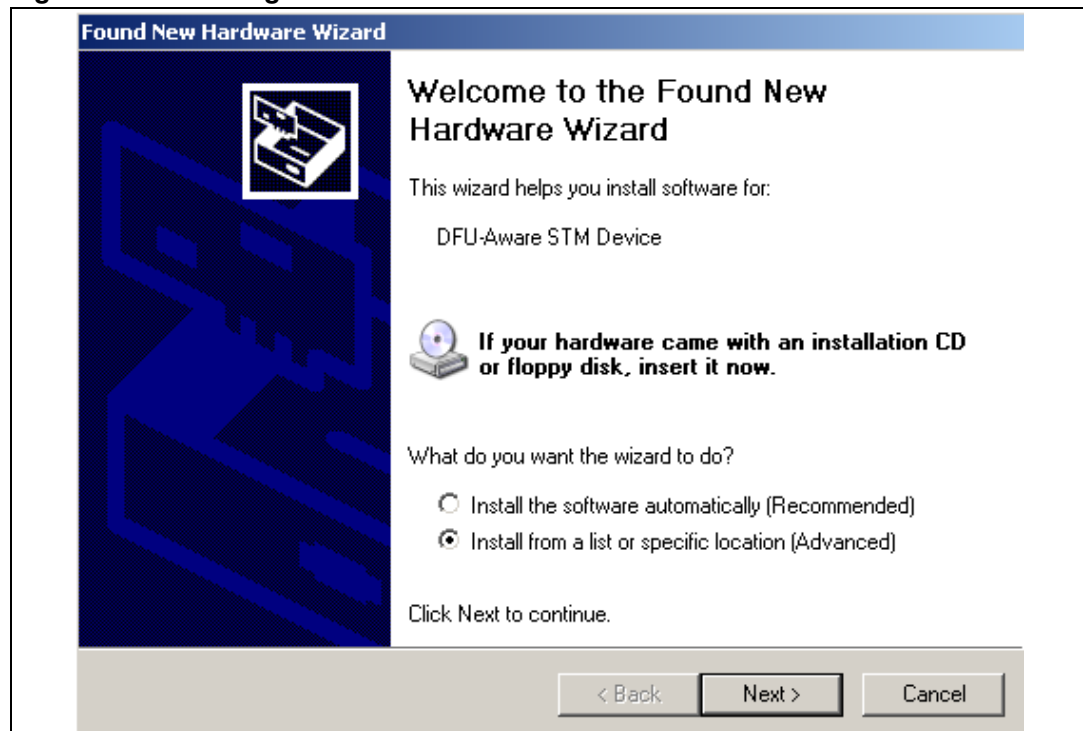 Found New Hardware Wizard
Welcome to the Found New
Hardware Wizard
This wizard helps you install software for:
DFU-Aware STM Device
If your hardware came with an installation CD
or floppy disk, insert it now.
What do you want the wizard to do?
Install the software automatically (Recommended)
Install from a list or specific location (Advanced)
Click Next to continue.
< Back
Next >
Cancel